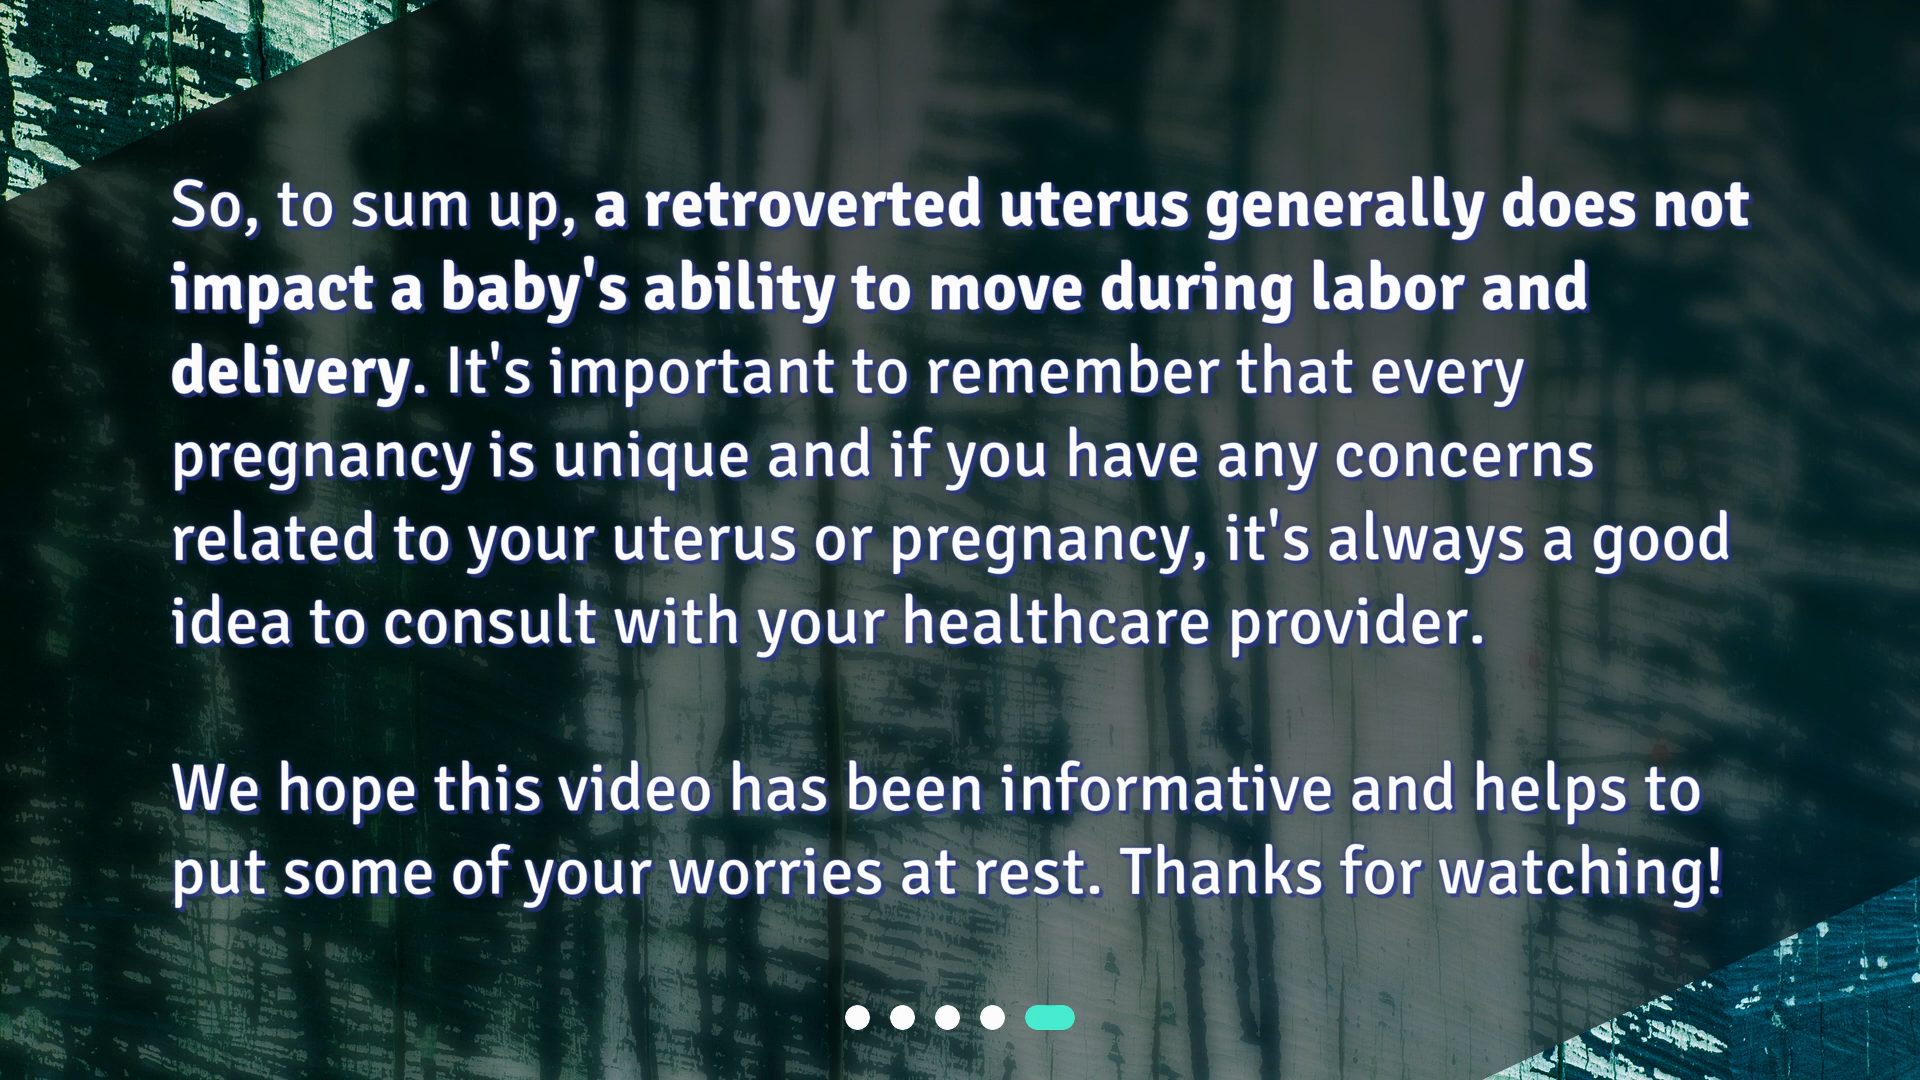 So, to sum up, a retroverted uterus generally does not
impact a baby's ability to move during labor and
delivery. It's important to remember that every
pregnancy is unique and if you have any concerns
related to your uterus or pregnancy, it's always a good
idea to consult with your healthcare provider.
We hope this video has been informative and helps to
put some of your worries at rest. Thanks for watching!